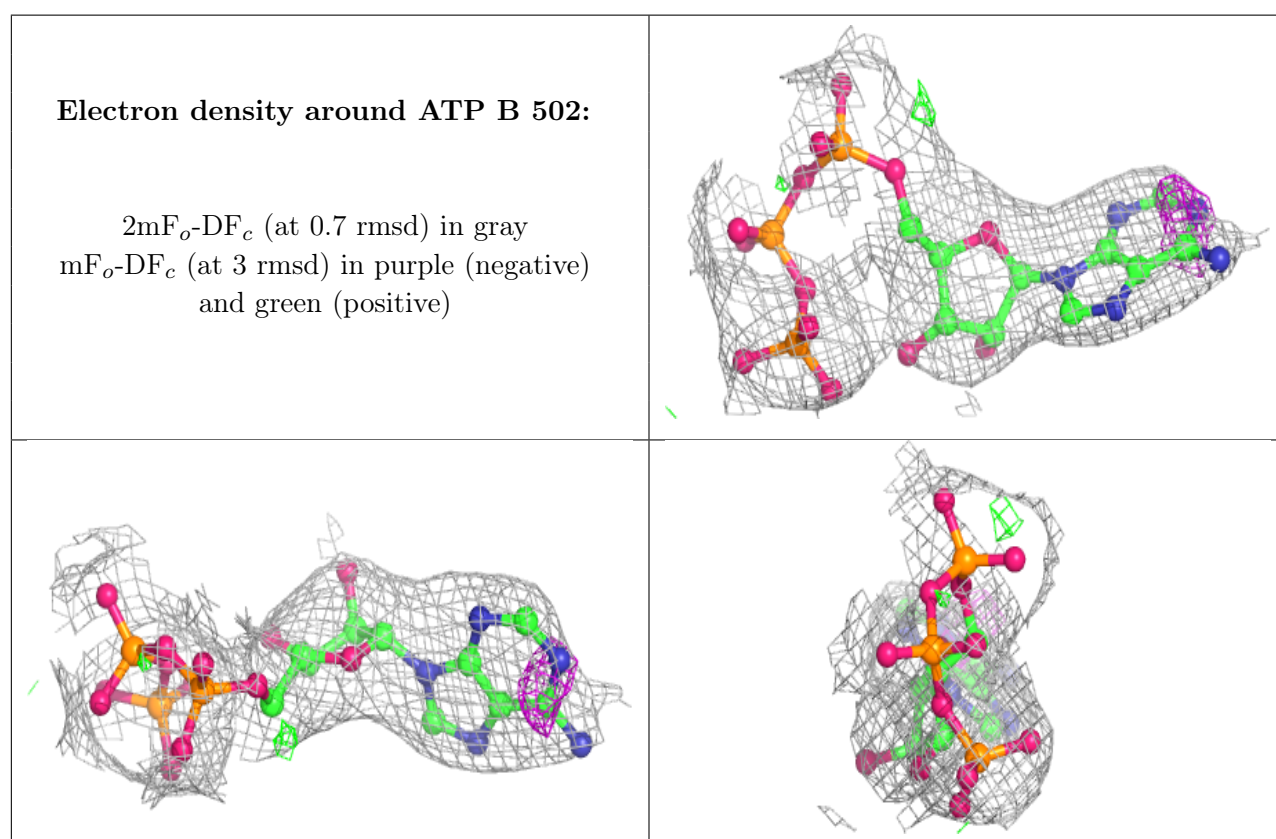 Electron density around ATP B 502:
2mFo-DFc (at 0.7 rmsd) in gray
mFo-DFc (at 3 rmsd) in purple (negative)
and green (positive)